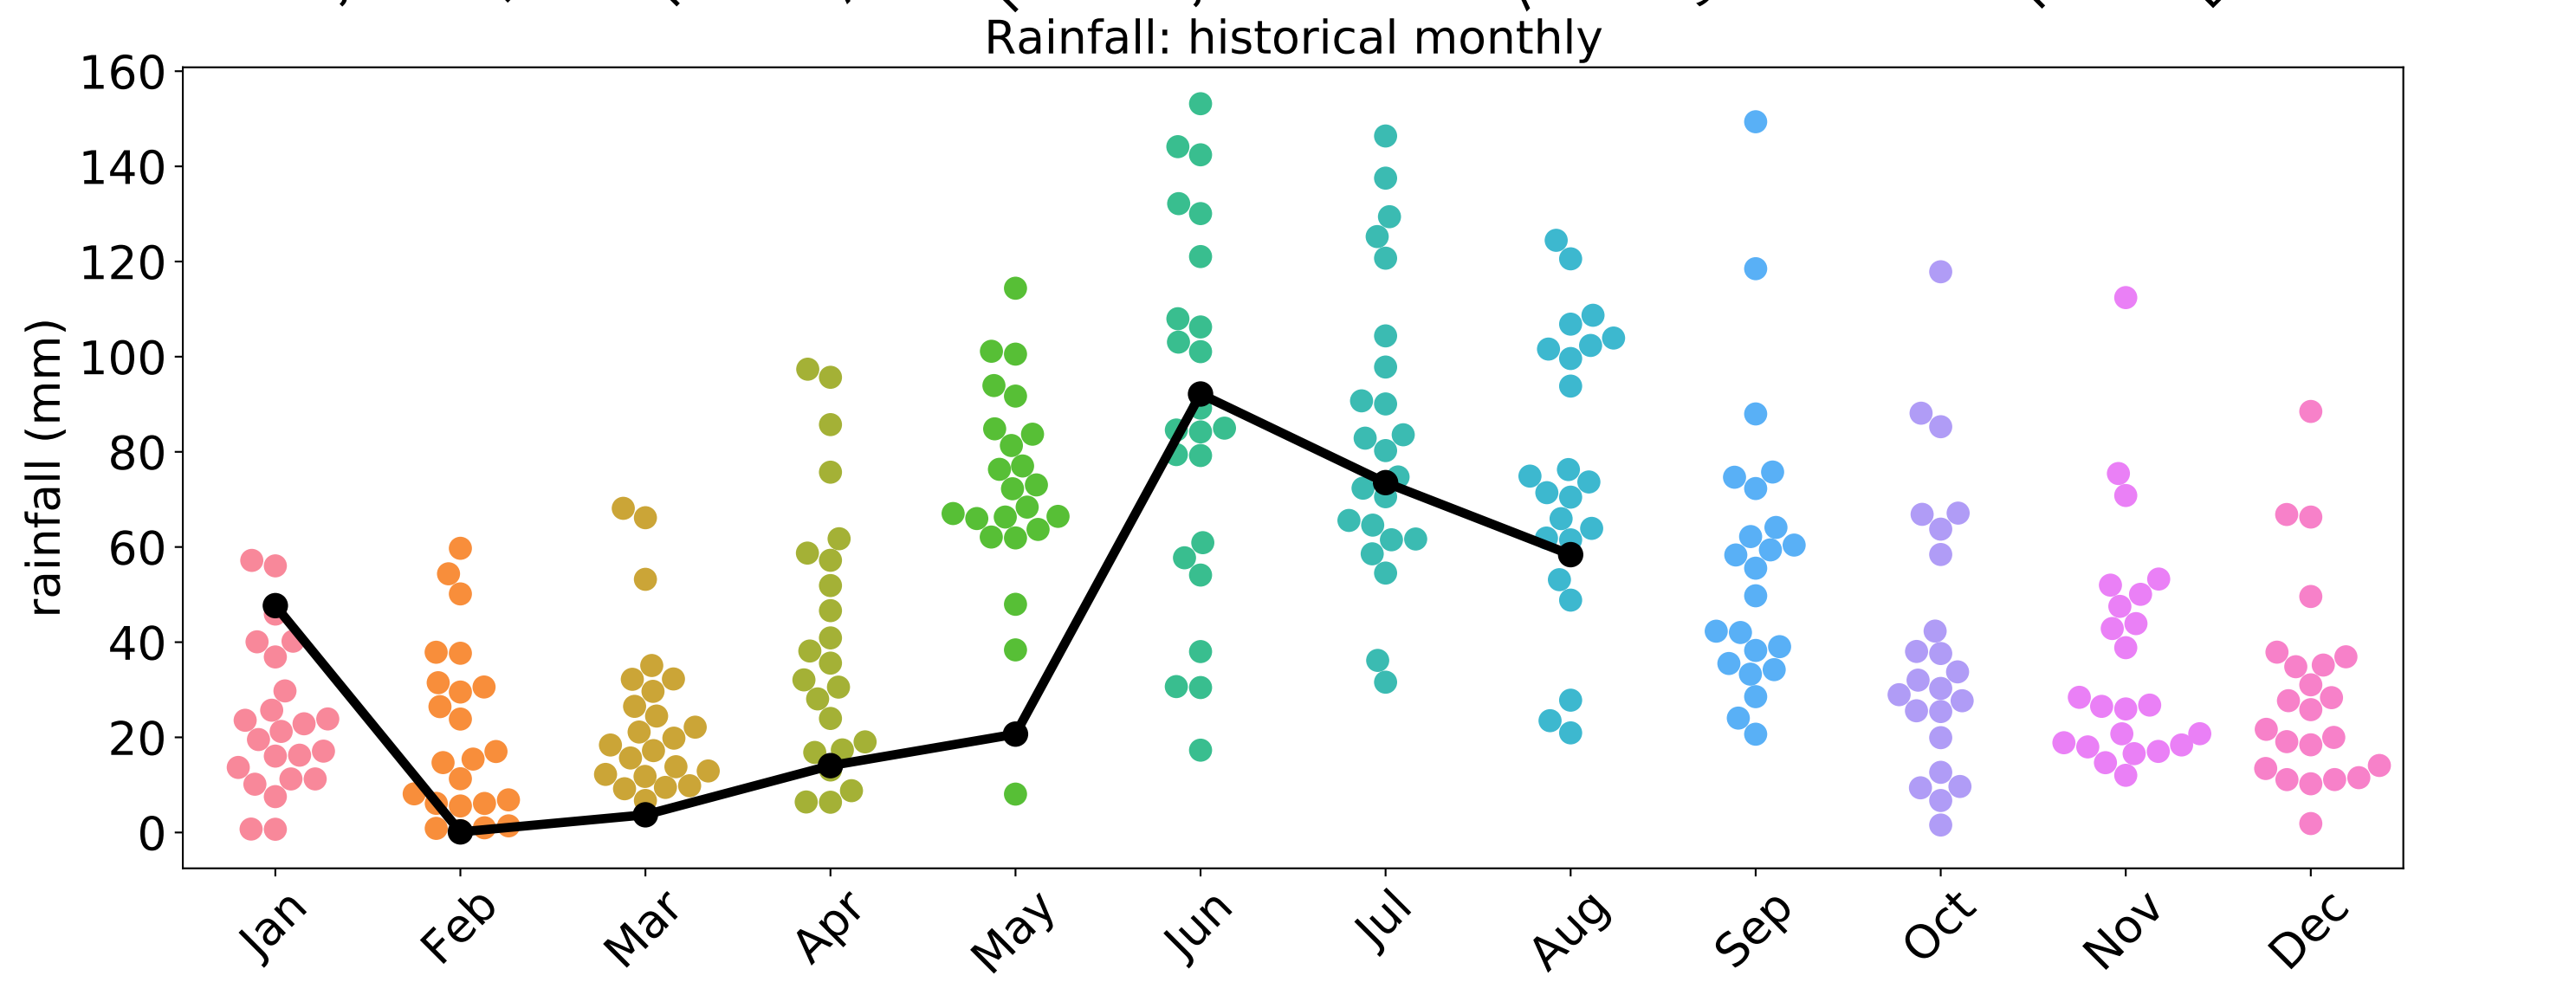 Rainfall: historical monthly
160
140
120
100
80
60
40
20
0
rainfall (mm)
Jan
Feb
Mar
Apr
May
Jun
Jul
Aug
Sep
Oct
Nov
Dec